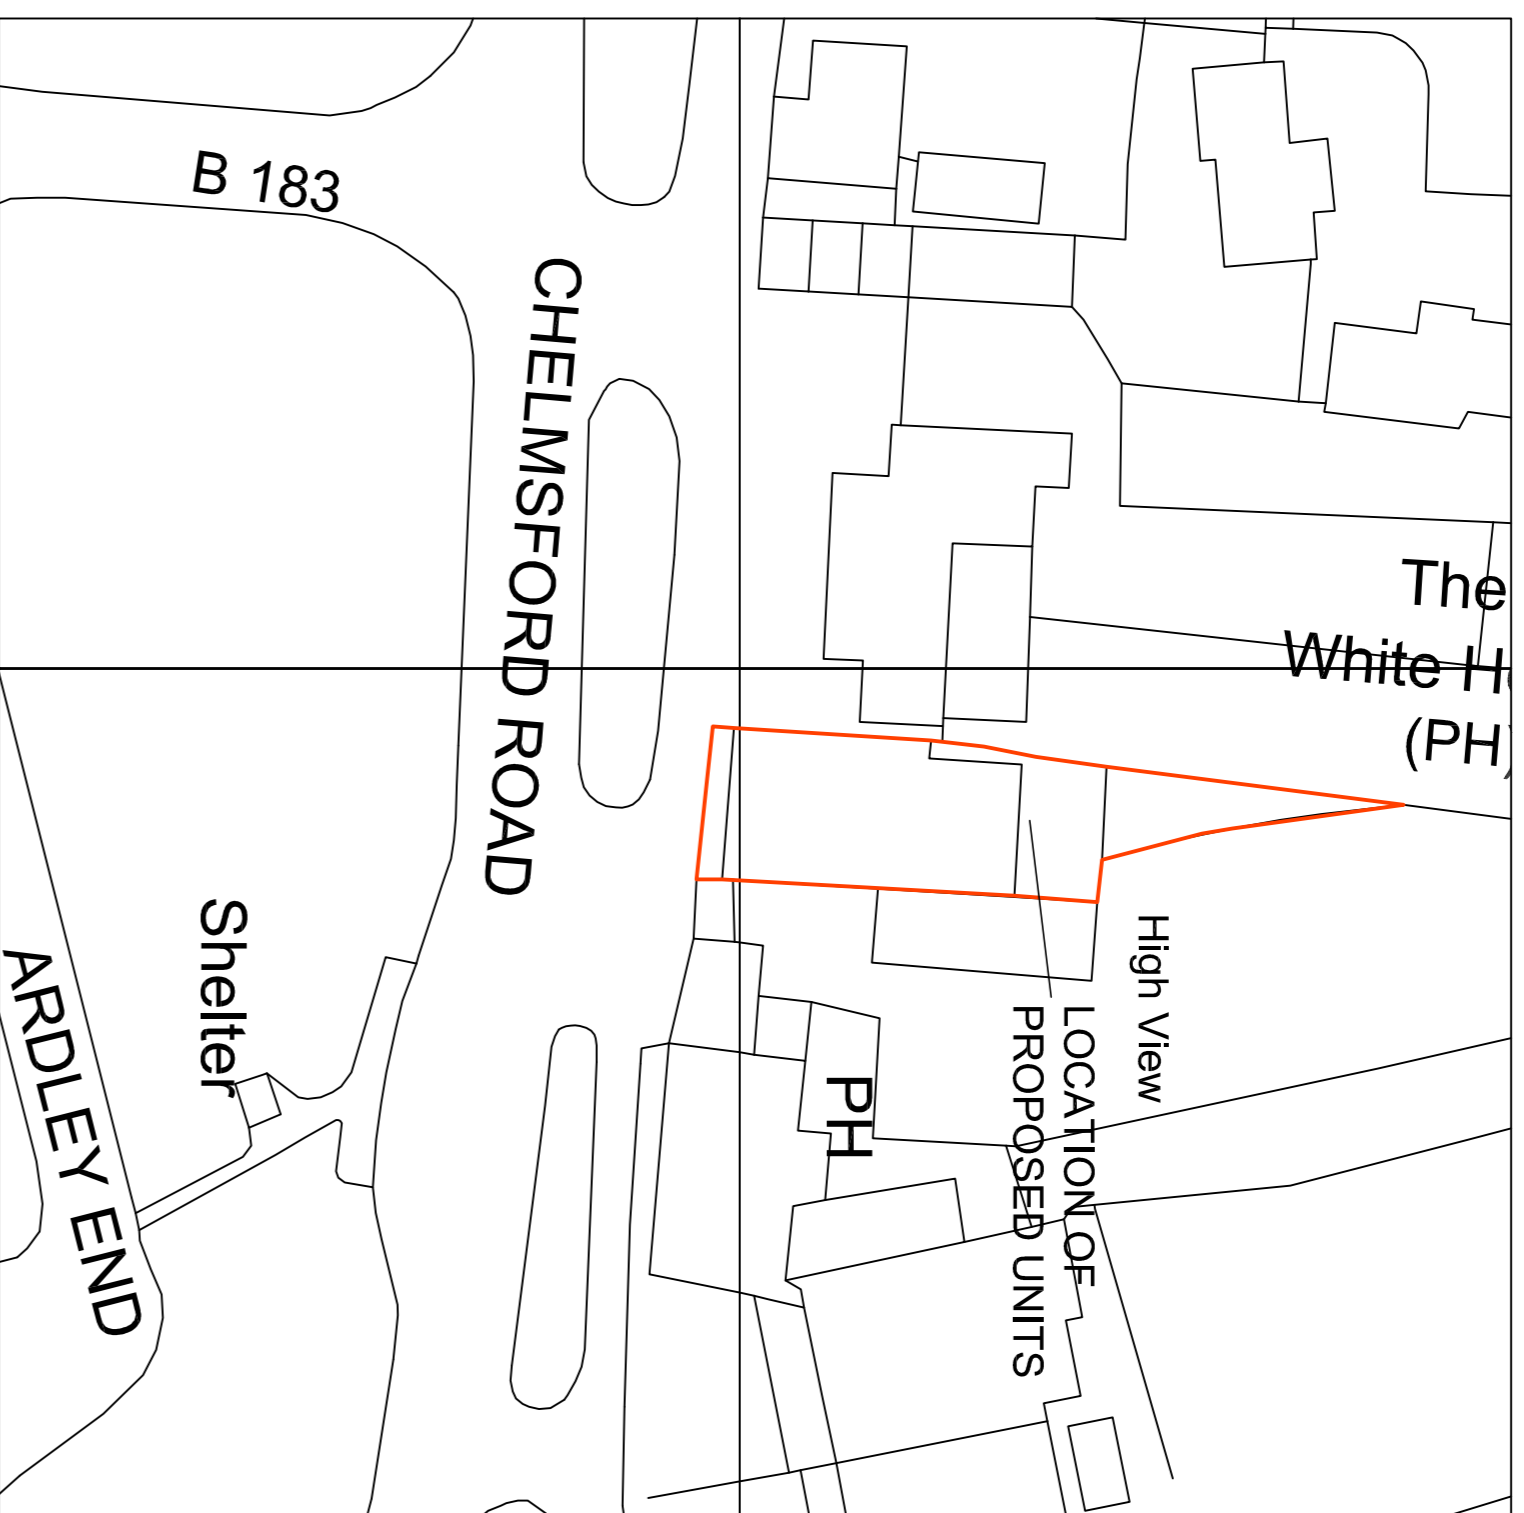 B 183
CHELMSFORD ROAD
The
White H
(PH)
High View
LOCATION OF
PROPOSED UNITS
PH
Shelter
ARDLEY END